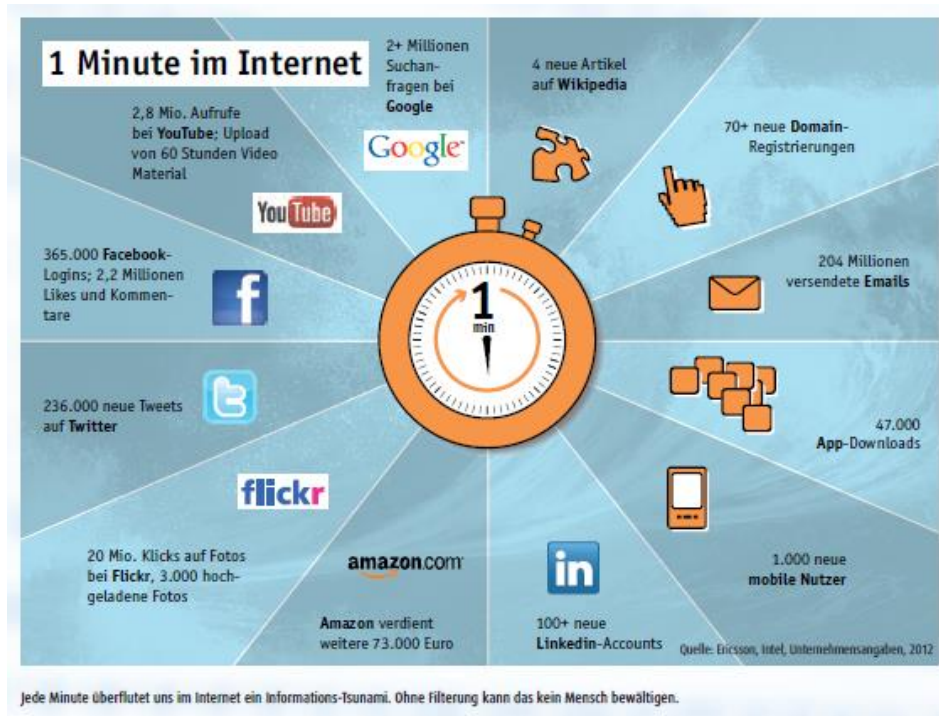 1 Minute im Internet
2+ Millionen
Suchan-
fragen bei
Google
Google
4 neue Artikel
auf Wikipedia
70+ neue Domain-
Registrierungen
204 Millionen
versendete Emails
47.000
App-Downloads
1.000 neue
mobile Nutzer
in
100+ neue
Linkedin-Accounts
amazon.com
Amazon verdient
weitere 73.000 Euro
flickr
20 Mio. Klicks auf Fotos
bei Flickr, 3.000 hoch-
geladene Fotos
236.000 neue Tweets
auf Twitter
t
365.000 Facebook-
Logins; 2,2 Millionen
Likes und Kommen-
tare
f
2,8 Mio. Aufrufe
bei YouTube; Upload
von 60 Stunden Video
Material
YouTube
1
min
Quelle: Ericsson, Intel, Unternehmensangaben, 2012
Jede Minute überflutet uns im Internet ein Informations-Tsunami. Ohne Filterung kann das kein Mensch bewältigen.